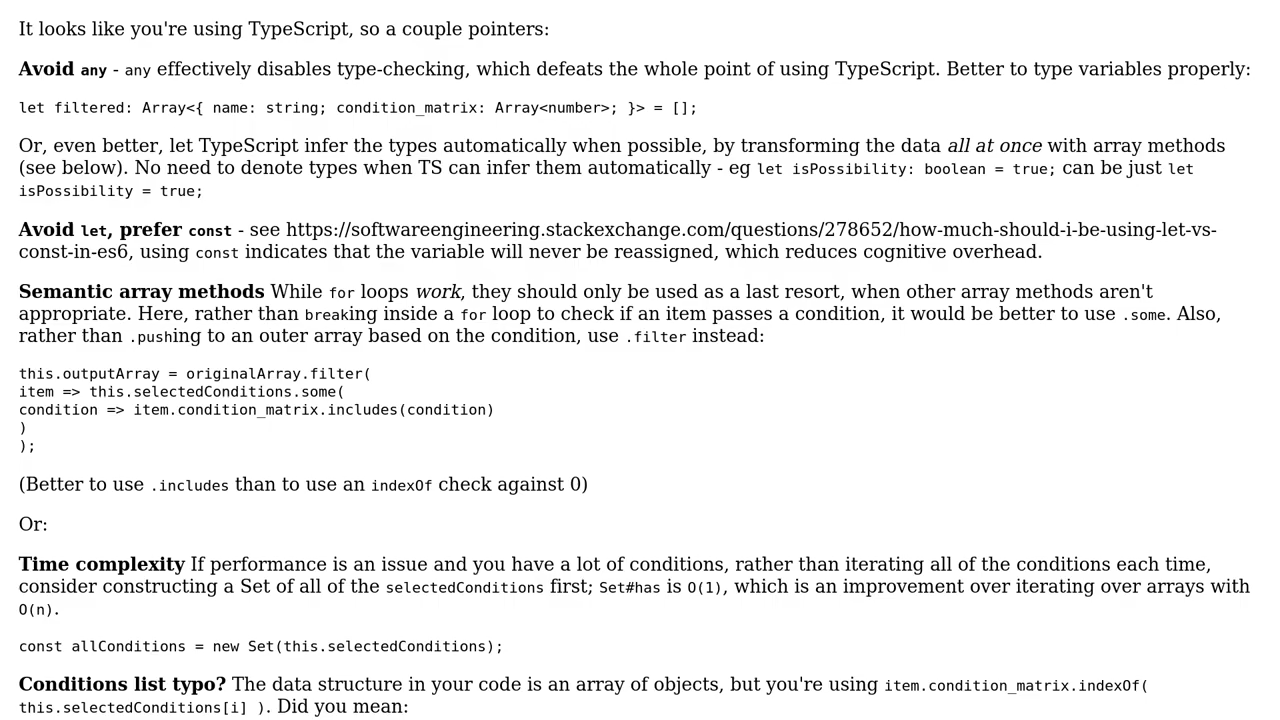 It looks like you're using TypeScript, so a couple pointers:
Avoid any - any effectively disables type-checking, which defeats the whole point of using TypeScript. Better to type variables properly:
let filtered: Array<{ name: string; condition_matrix: Array<number>; }> = [];
Or, even better, let TypeScript infer the types automatically when possible, by transforming the data all at once with array methods
(see below). No need to denote types when TS can infer them automatically - eg let isPossibility: boolean = true; can be just let
isPossibility = true;
Avoid let, prefer const - see https://softwareengineering.stackexchange.com/questions/278652/how-much-should-i-be-using-let-vs-
const-in-es6, using const indicates that the variable will never be reassigned, which reduces cognitive overhead.
Semantic array methods While for loops work, they should only be used as a last resort, when other array methods aren't
appropriate. Here, rather than breaking inside a for loop to check if an item passes a condition, it would be better to use .some. Also,
rather than .pushing to an outer array based on the condition, use .filter instead:
this.outputArray = originalArray.filter(
item => this.selectedConditions.some(
condition => item.condition_matrix.includes(condition)
)
);
(Better to use .includes than to use an indexOf check against 0)
Or:
Time complexity If performance is an issue and you have a lot of conditions, rather than iterating all of the conditions each time,
consider constructing a Set of all of the selectedConditions first; Set#has is O(1), which is an improvement over iterating over arrays with
O(n).
const allConditions = new Set(this.selectedConditions);
Conditions list typo? The data structure in your code is an array of objects, but you're using item.condition_matrix.indexOf(
this.selectedConditions[i] ). Did you mean: